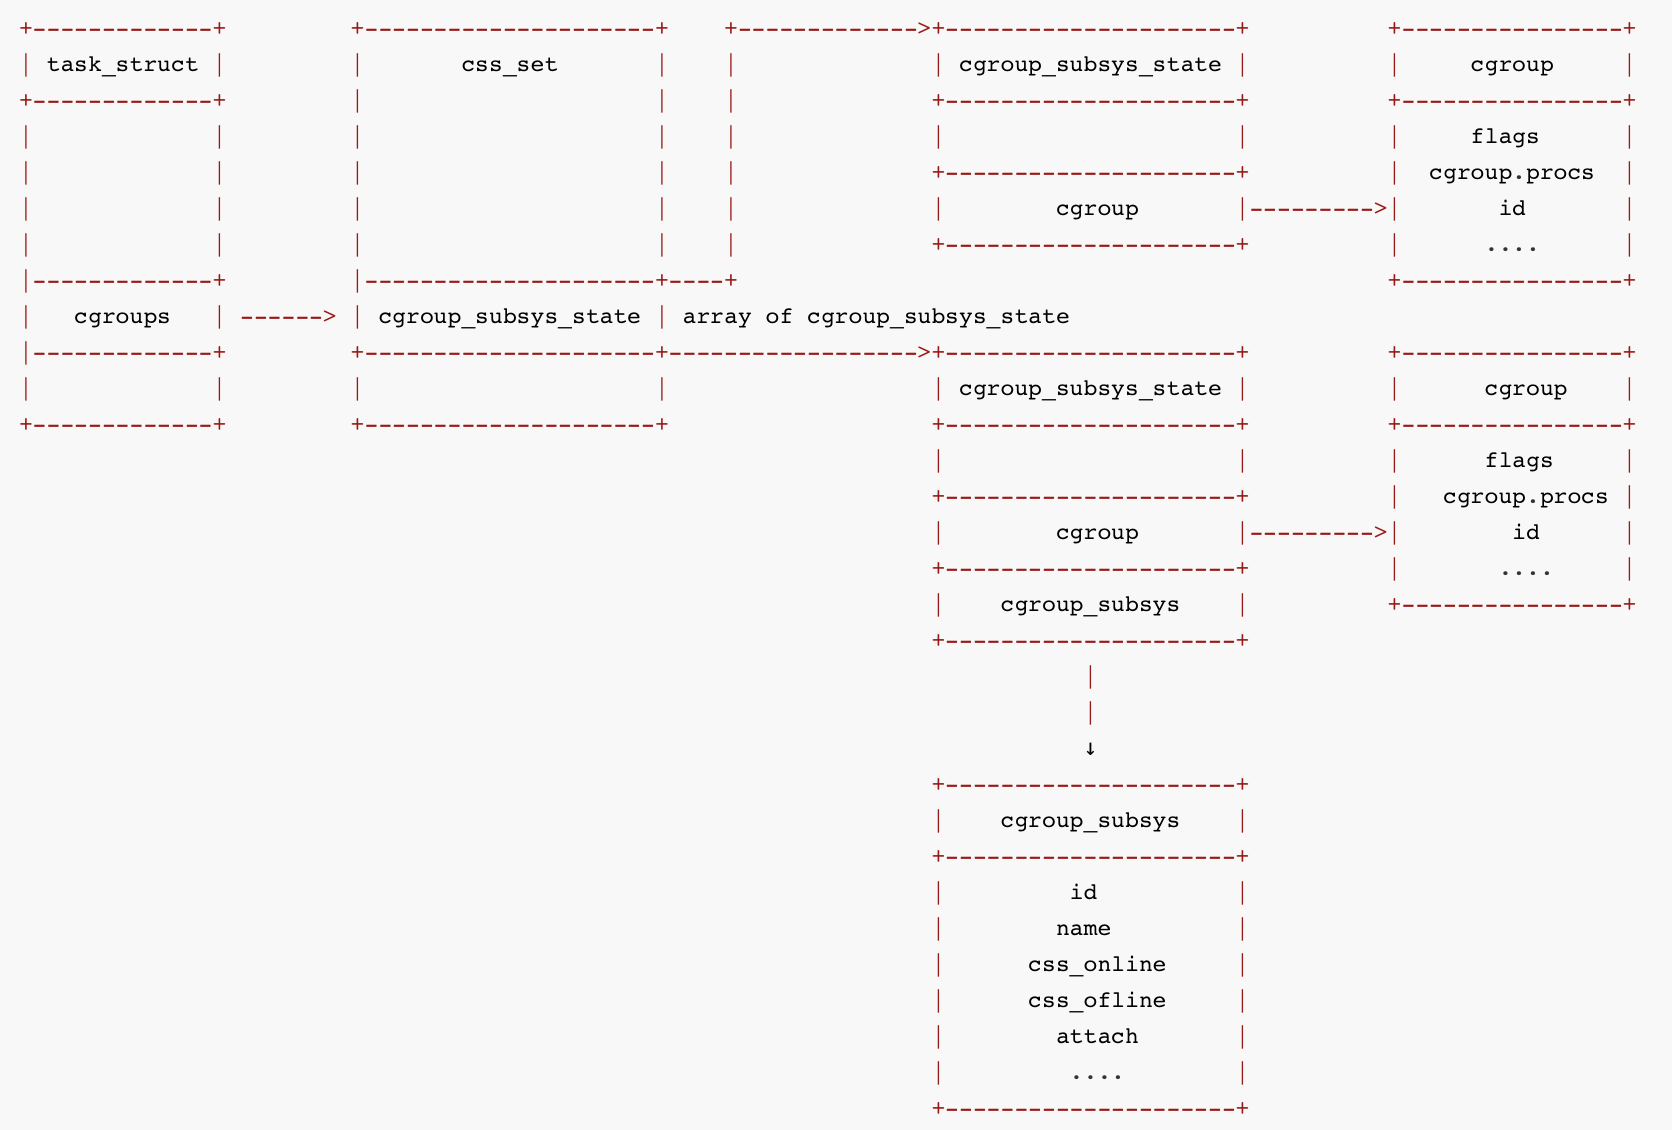 +-------------+         +---------------------+    +------------->+---------------------+          +----------------+
| task_struct |         |       css_set       |    |              | cgroup_subsys_state |          |     cgroup     |
+-------------+         |                     |    |              +---------------------+          +----------------+
|             |         |                     |    |              |                     |          |     flags      |
|             |         |                     |    |              +---------------------+          |  cgroup.procs  |
|             |         |                     |    |              |        cgroup       |--------->|       id       |
|             |         |                     |    |              +---------------------+          |      ....      |
|-------------+         |---------------------+----+                                               +----------------+
|   cgroups   | ------> | cgroup_subsys_state | array of cgroup_subsys_state
|-------------+         +---------------------+------------------>+---------------------+          +----------------+
|             |         |                     |                   | cgroup_subsys_state |          |      cgroup    |
+-------------+         +---------------------+                   +---------------------+          +----------------+
                                                                  |                     |          |      flags     |
                                                                  +---------------------+          |   cgroup.procs |
                                                                  |        cgroup       |--------->|        id      |
                                                                  +---------------------+          |       ....     |
                                                                  |    cgroup_subsys    |          +----------------+
                                                                  +---------------------+
                                                                             |
                                                                             |
                                                                             ↓
                                                                  +---------------------+
                                                                  |    cgroup_subsys    |
                                                                  +---------------------+
                                                                  |         id          |
                                                                  |        name         |
                                                                  |      css_online     |
                                                                  |      css_ofline     |
                                                                  |        attach       |
                                                                  |         ....        |
                                                                  +---------------------+